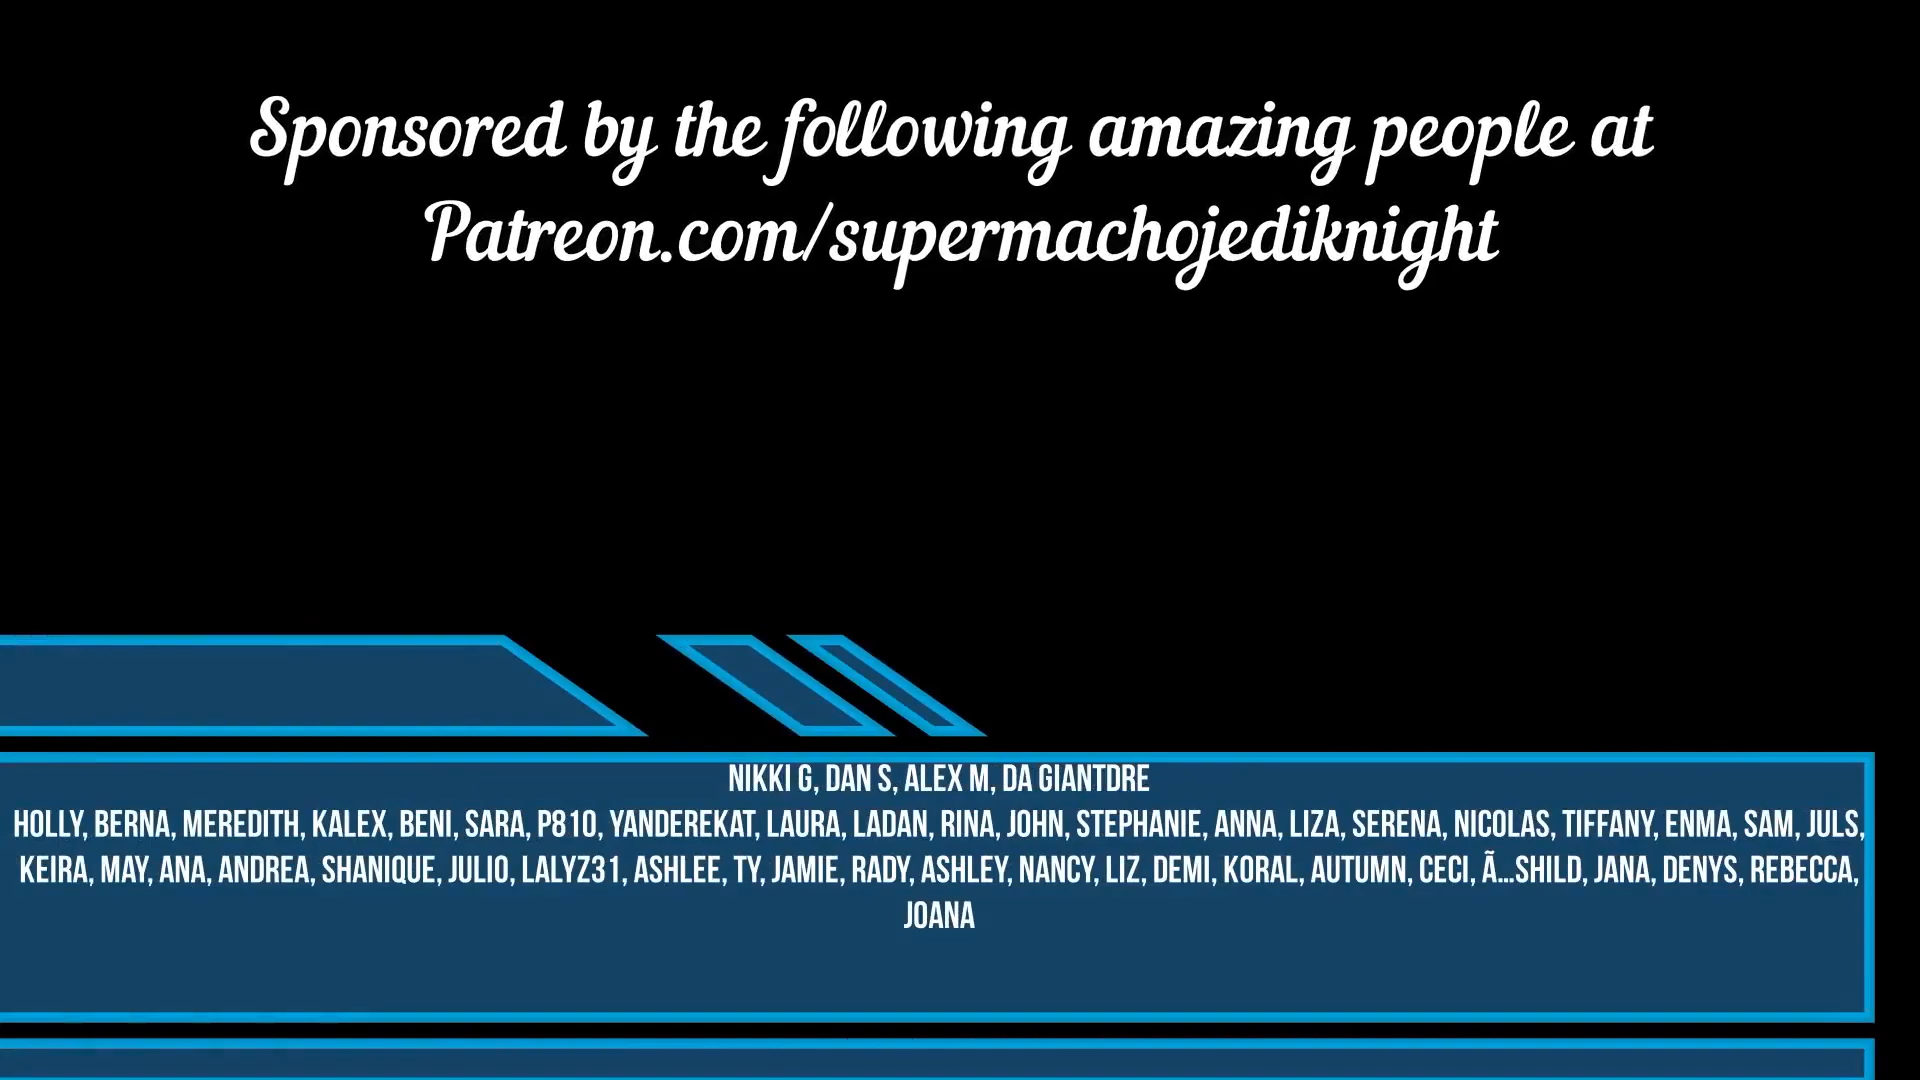 Sponsored by the following amazing people at
Patreon.com/supermachojediknight
NIKKI G, DAN S, ALEX M, DA GIANTDRE
HOLLY, BERNA, MEREDITH, KALEX, BENI, SARA, P810, YANDEREKAT, LAURA, LADAN, RINA, JOHN, STEPHANIE, ANNA, LIZA, SERENA, NICOLAS, TIFFANY, ENMA, SAM, JULS,
KEIRA, MAY, ANA, ANDREA, SHANIQUE, JULIO, LALYZ31, ASHLEE, TY, JAMIE, RADY, ASHLEY, NANCY, LIZ, DEMI, KORAL, AUTUMN, CECI, Ã…SHILD, JANA, DENYS, REBECCA,
JOANA